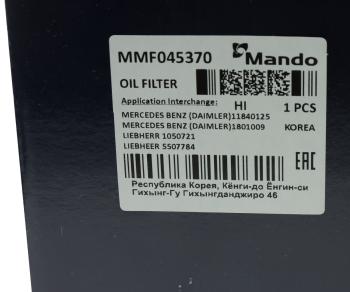 MMF045370 Mando
OIL FILTER
Application Interchange: HI 1 PCS
MERCEDES BENZ (DAIMLER)11840125
MERCEDES BENZ (DAIMLER)1801009 KOREA
LIEBHERR 1050721
LIEBHEER 5507784
EAC
Республика Корея, Кёнги-до Ёнгин-си
Гихынг-Гу Гихынгданджиро 46